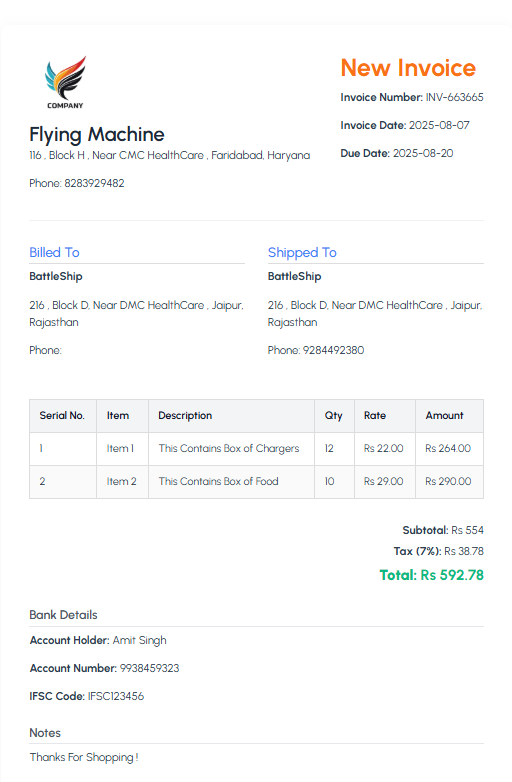 COMPANY
New Invoice
Invoice Number: INV-663665
Invoice Date: 2025-08-07
Due Date: 2025-08-20
Flying Machine
116 , Block H , Near CMC HealthCare , Faridabad, Haryana
Phone: 8283929482
Billed To
BattleShip
216 , Block D, Near DMC HealthCare , Jaipur,
Rajasthan
Phone:
Shipped To
BattleShip
216 , Block D, Near DMC HealthCare , Jaipur,
Rajasthan
Phone: 9284492380
Serial No. Item Description Qty Rate Amount
1 Item 1 This Contains Box of Chargers 12 Rs 22.00 Rs 264.00
2 Item 2 This Contains Box of Food 10 Rs 29.00 Rs 290.00
Subtotal: Rs 554
Tax (7%): Rs 38.78
Total: Rs 592.78
Bank Details
Account Holder: Amit Singh
Account Number: 9938459323
IFSC Code: IFSC123456
Notes
Thanks For Shopping !